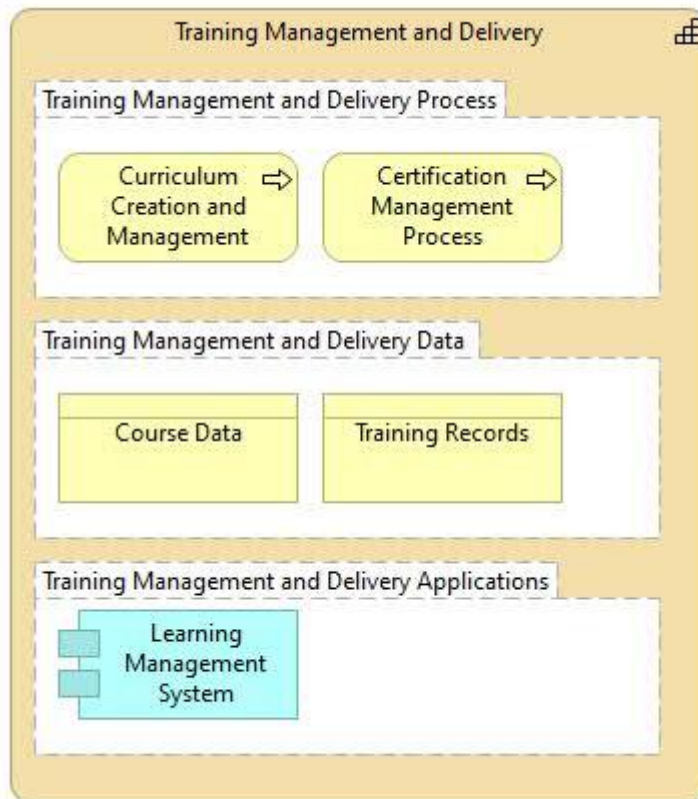 Training Management and Delivery
Training Management and Delivery Process
Curriculum
Creation and
Management
Certification
Management
Process
Training Management and Delivery Data
Course Data
Training Records
Training Management and Delivery Applications
Learning
Management
System